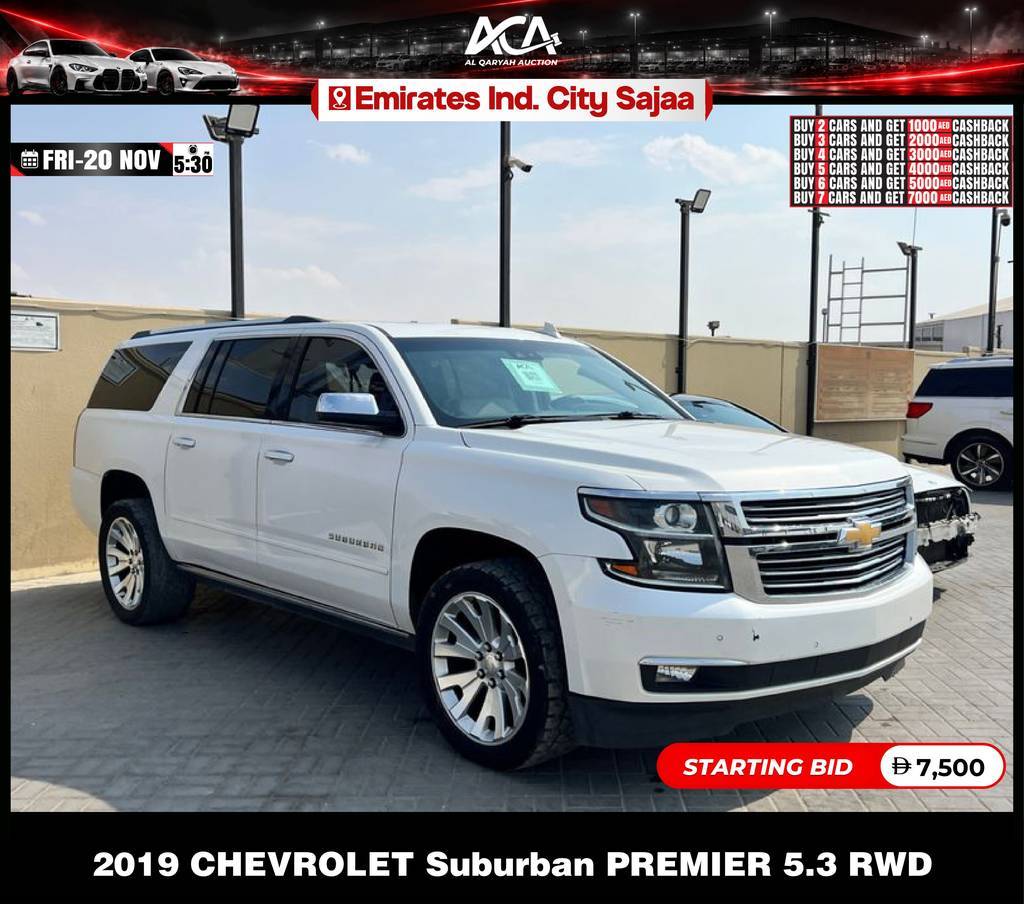 ACA
AL QARYAH AUCTION
Emirates Ind. City Sajaa
FRI-20 NOV 5:30
BUY 2 CARS AND GET 1000 AED CASHBACK
BUY 3 CARS AND GET 2000 AED CASHBACK
BUY 4 CARS AND GET 3000 AED CASHBACK
BUY 5 CARS AND GET 4000 AED CASHBACK
BUY 6 CARS AND GET 5000 AED CASHBACK
BUY 7 CARS AND GET 7000 AED CASHBACK
ACA
SUBURBAN
STARTING BID 7,500
2019 CHEVROLET Suburban PREMIER 5.3 RWD